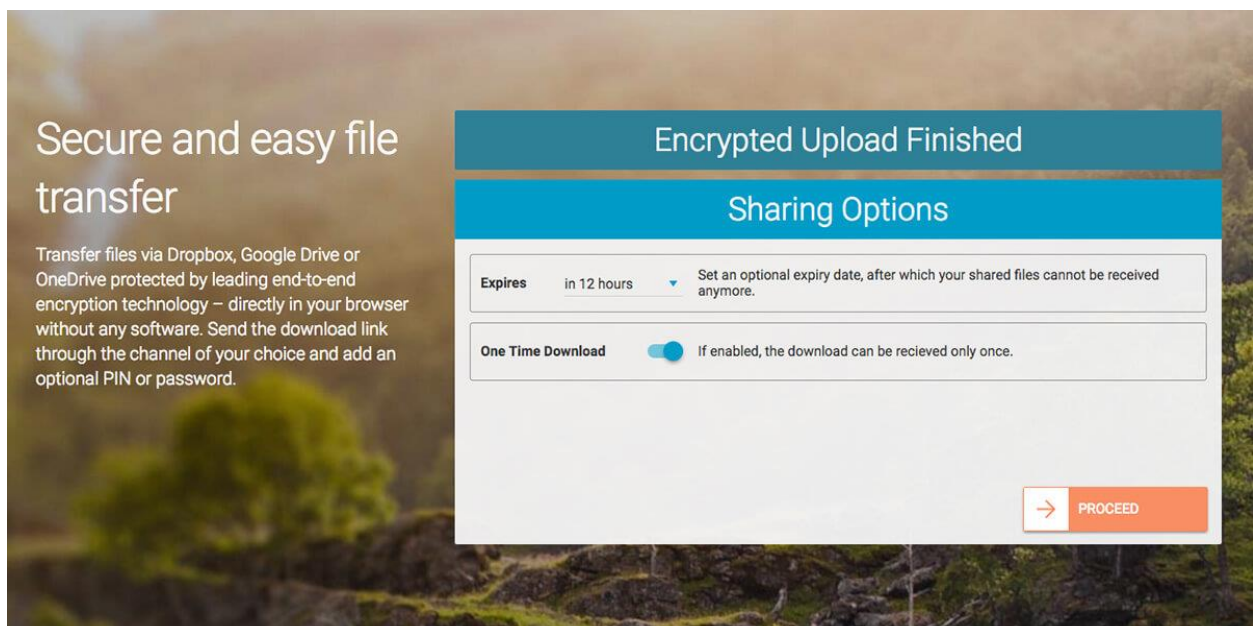 Secure and easy file
transfer
Transfer files via Dropbox, Google Drive or
OneDrive protected by leading end-to-end
encryption technology – directly in your browser
without any software. Send the download link
through the channel of your choice and add an
optional PIN or password.
Encrypted Upload Finished
Sharing Options
Expires in 12 hours Set an optional expiry date, after which your shared files cannot be received
anymore.
One Time Download If enabled, the download can be recieved only once.
PROCEED